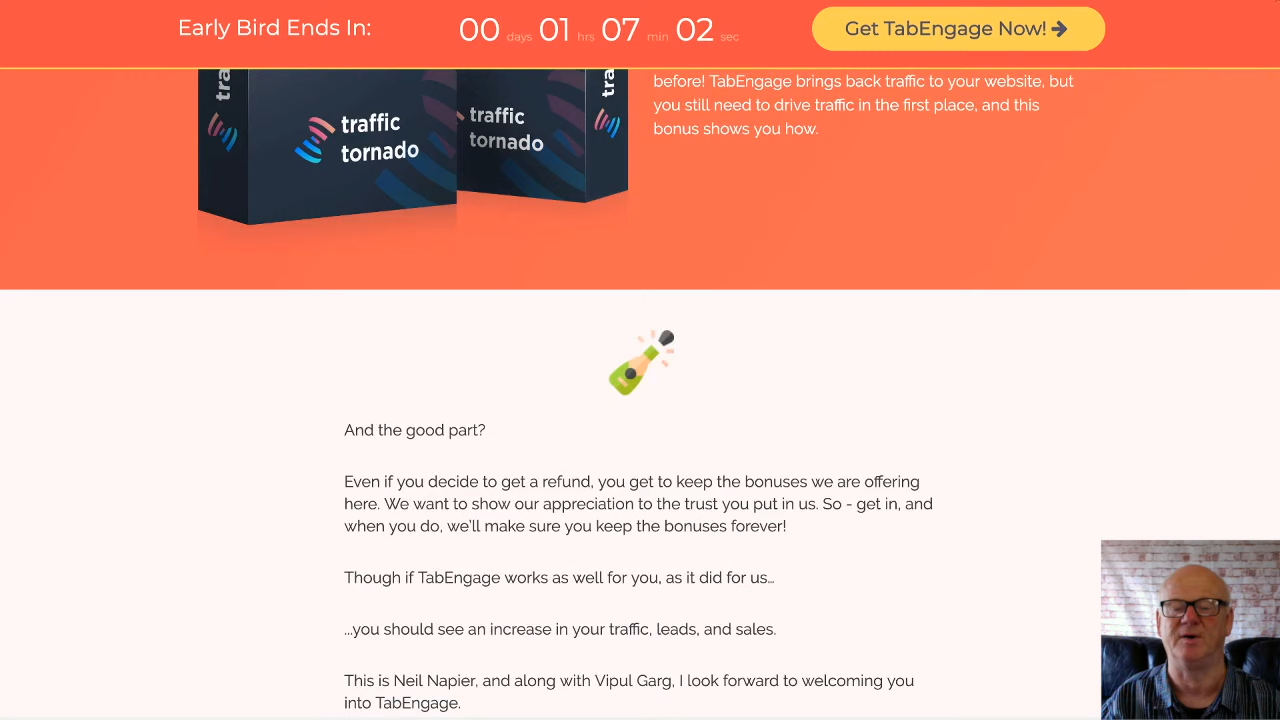 Early Bird Ends In:
00 days 01 hrs 07 min 02 sec
Get TabEngage Now!
before! TabEngage brings back traffic to your website, but
you still need to drive traffic in the first place, and this
bonus shows you how.
tra
traffic
tornado
traffic
tornado
tra
And the good part?
Even if you decide to get a refund, you get to keep the bonuses we are offering
here. We want to show our appreciation to the trust you put in us. So - get in, and
when you do, we'll make sure you keep the bonuses forever!
Though if TabEngage works as well for you, as it did for us...
...you should see an increase in your traffic, leads, and sales.
This is Neil Napier, and along with Vipul Garg, I look forward to welcoming you
into TabEngage.